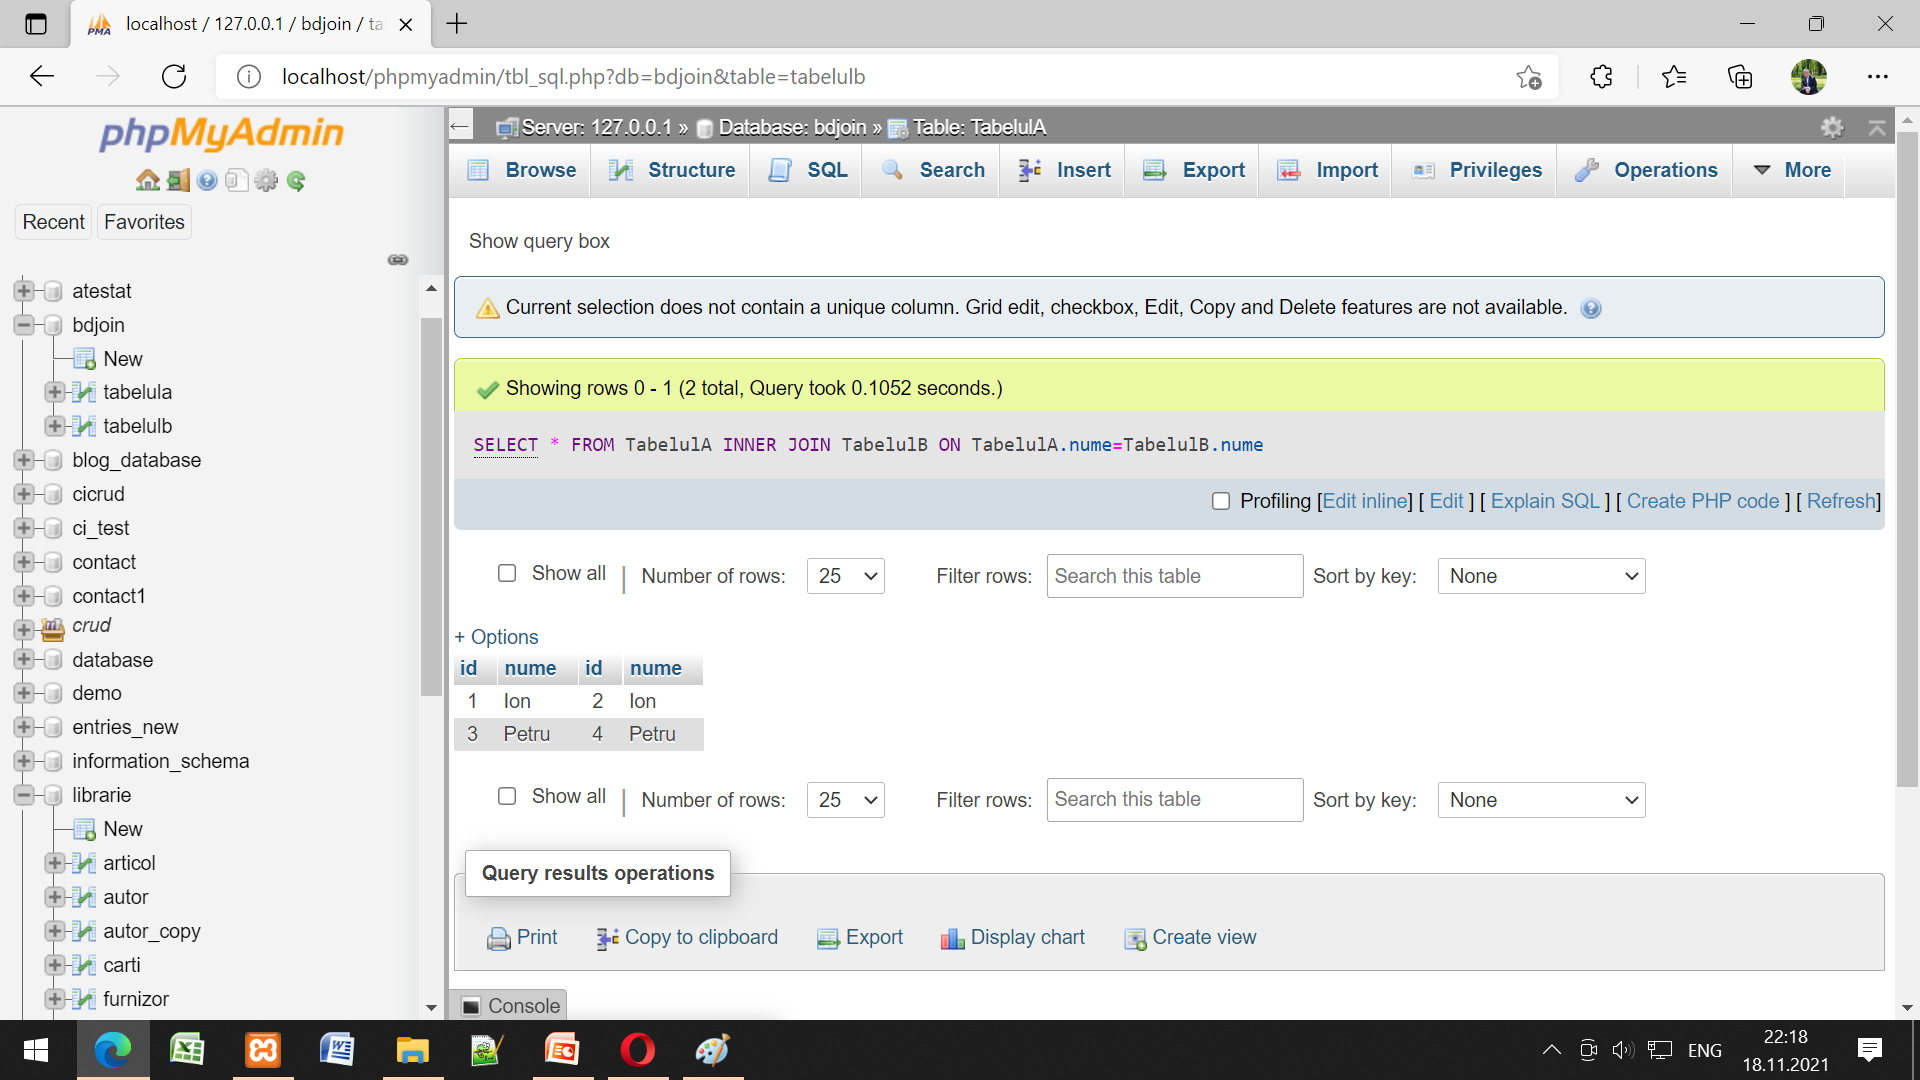 localhost / 127.0.0.1 / bdjoin / ta
localhost/phpmyadmin/tbl_sql.php?db=bdjoin&table=tabelulb
phpMyAdmin
Recent
Favorites
atestat
bdjoin
New
tabelula
tabelulb
blog_database
cicrud
ci_test
contact
contact1
crud
database
demo
entries_new
information_schema
librarie
New
articol
autor
autor_copy
carti
furnizor
Server: 127.0.0.1 » Database: bdjoin » Table: TabelulA
Browse Structure SQL Search Insert Export Import Privileges Operations More
Show query box
Current selection does not contain a unique column. Grid edit, checkbox, Edit, Copy and Delete features are not available.
Showing rows 0 - 1 (2 total, Query took 0.1052 seconds.)
SELECT * FROM TabelulA INNER JOIN TabelulB ON TabelulA.nume=TabelulB.nume
Profiling [Edit inline] [ Edit ] [ Explain SQL ] [ Create PHP code ] [ Refresh]
Show all | Number of rows: 25 Filter rows: Search this table Sort by key: None
+ Options
id nume id nume
1 Ion 2 Ion
3 Petru 4 Petru
Show all | Number of rows: 25 Filter rows: Search this table Sort by key: None
Query results operations
Print Copy to clipboard Export Display chart Create view
Console
ENG
22:18
18.11.2021